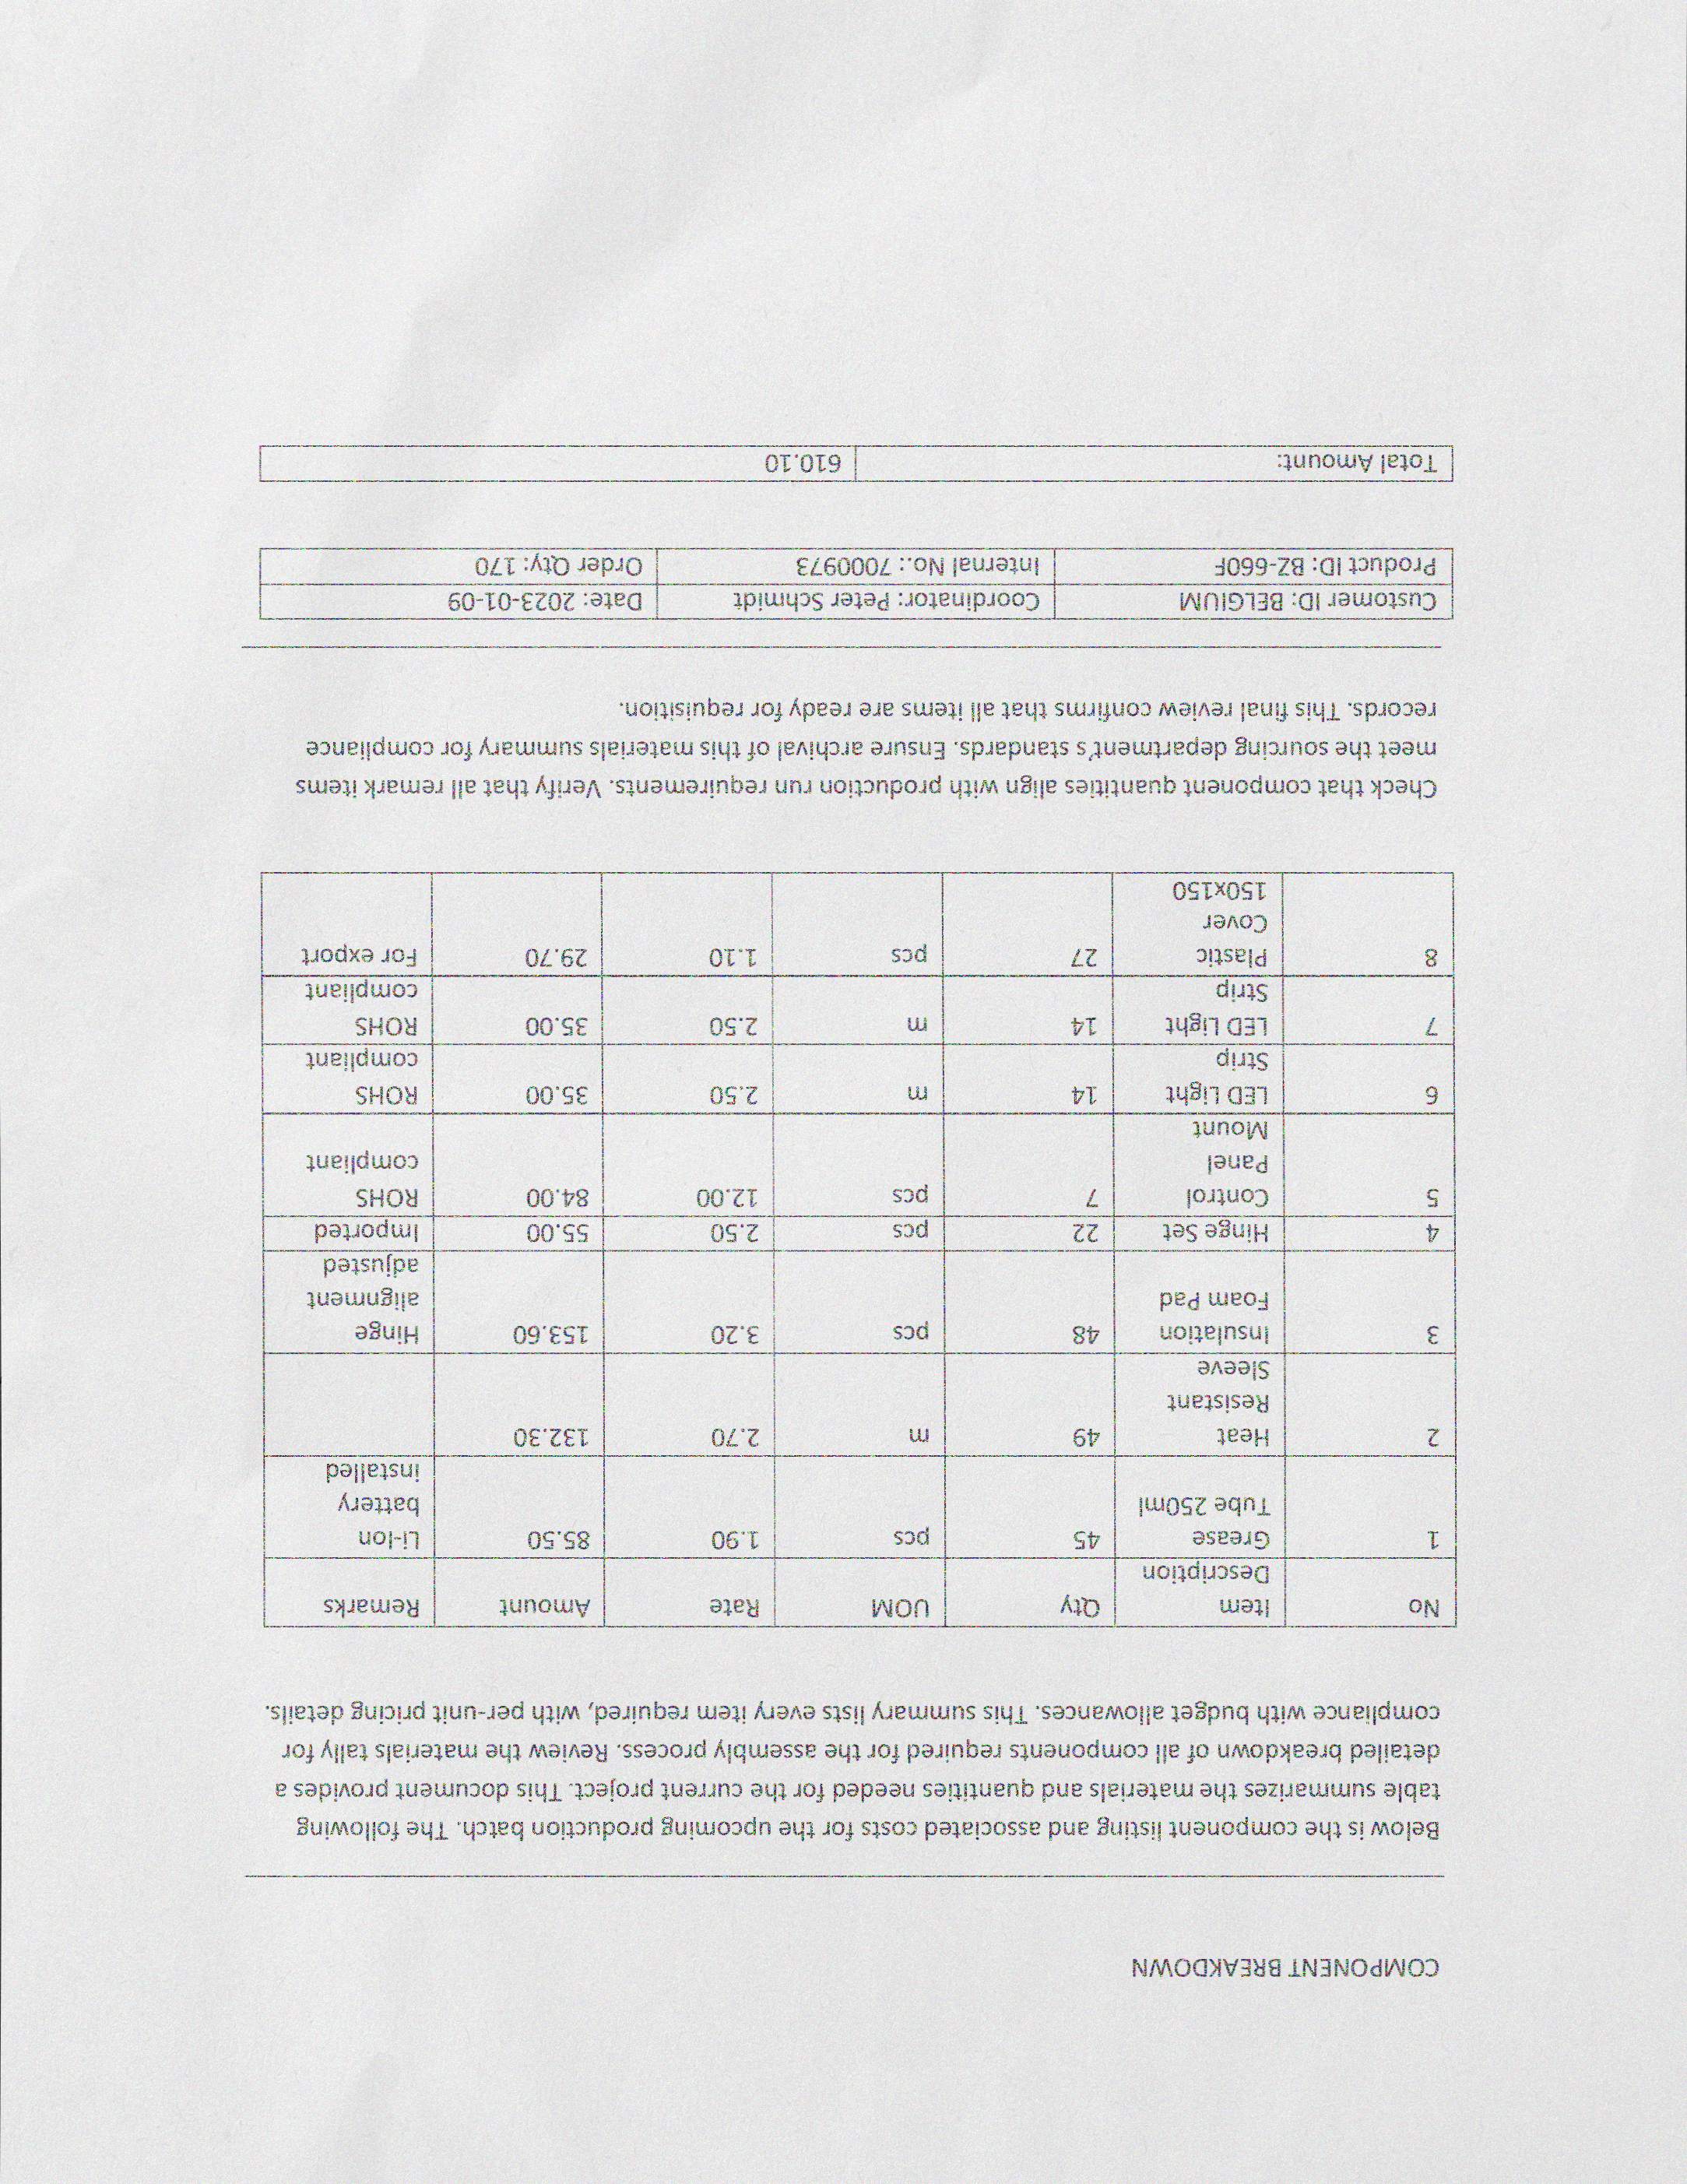 COMPONENT BREAKDOWN
Below is the component listing and associated costs for the upcoming production batch. The following
table summarizes the materials and quantities needed for the current project. This document provides a
detailed breakdown of all components required for the assembly process. Review the materials tally for
compliance with budget allowances. This summary lists every item required, with per-unit pricing details.
No Item Description Qty UOM Rate Amount Remarks
1 Grease Tube 250ml 45 pcs 1.90 85.50 Li-Ion battery installed
2 Heat Resistant Sleeve 49 m 2.70 132.30
3 Insulation Foam Pad 48 pcs 3.20 153.60 Hinge alignment adjusted
4 Hinge Set 22 pcs 2.50 55.00 Imported
5 Control Panel Mount 7 pcs 12.00 84.00 ROHS compliant
6 LED Light Strip 14 m 2.50 35.00 ROHS compliant
7 LED Light Strip 14 m 2.50 35.00 ROHS compliant
8 Plastic Cover 150x150 27 pcs 1.10 29.70 For export
Check that component quantities align with production run requirements. Verify that all remark items
meet the sourcing department's standards. Ensure archival of this materials summary for compliance
records. This final review confirms that all items are ready for requisition.
Customer ID: BELGIUM Coordinator: Peter Schmidt Date: 2023-01-09
Product ID: BZ-660F Internal No.: 7000973 Order Qty: 170
Total Amount: 610.10